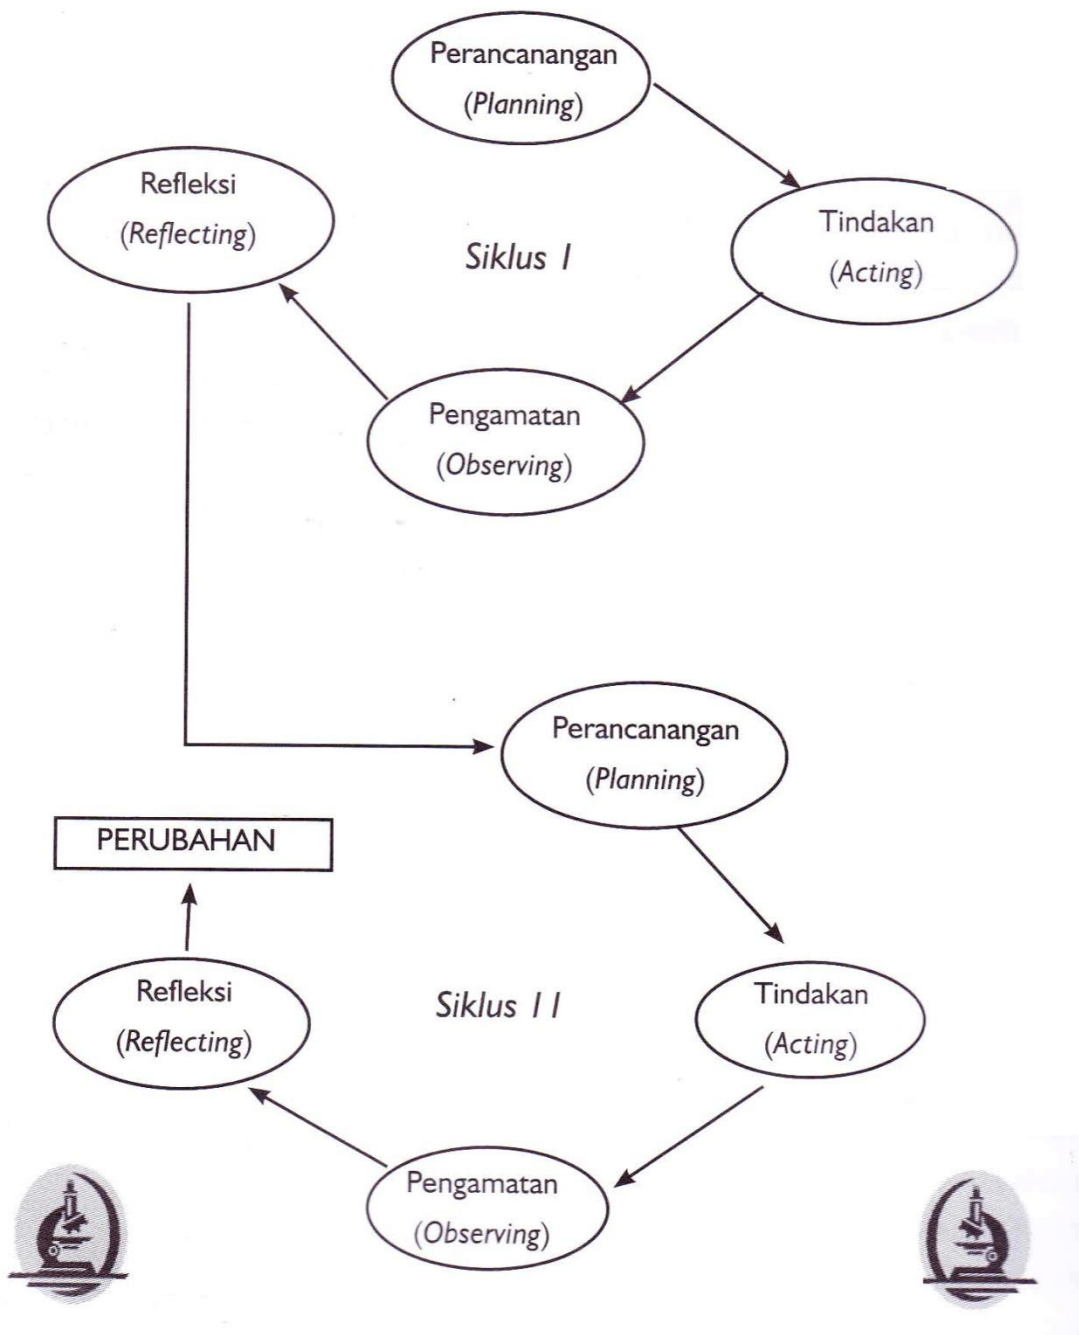 Perancanangan
(Planning)
Refleksi
(Reflecting)
Siklus I
Tindakan
(Acting)
Pengamatan
(Observing)
Perancanangan
(Planning)
PERUBAHAN
Refleksi
(Reflecting)
Siklus 11
Tindakan
(Acting)
Pengamatan
(Observing)